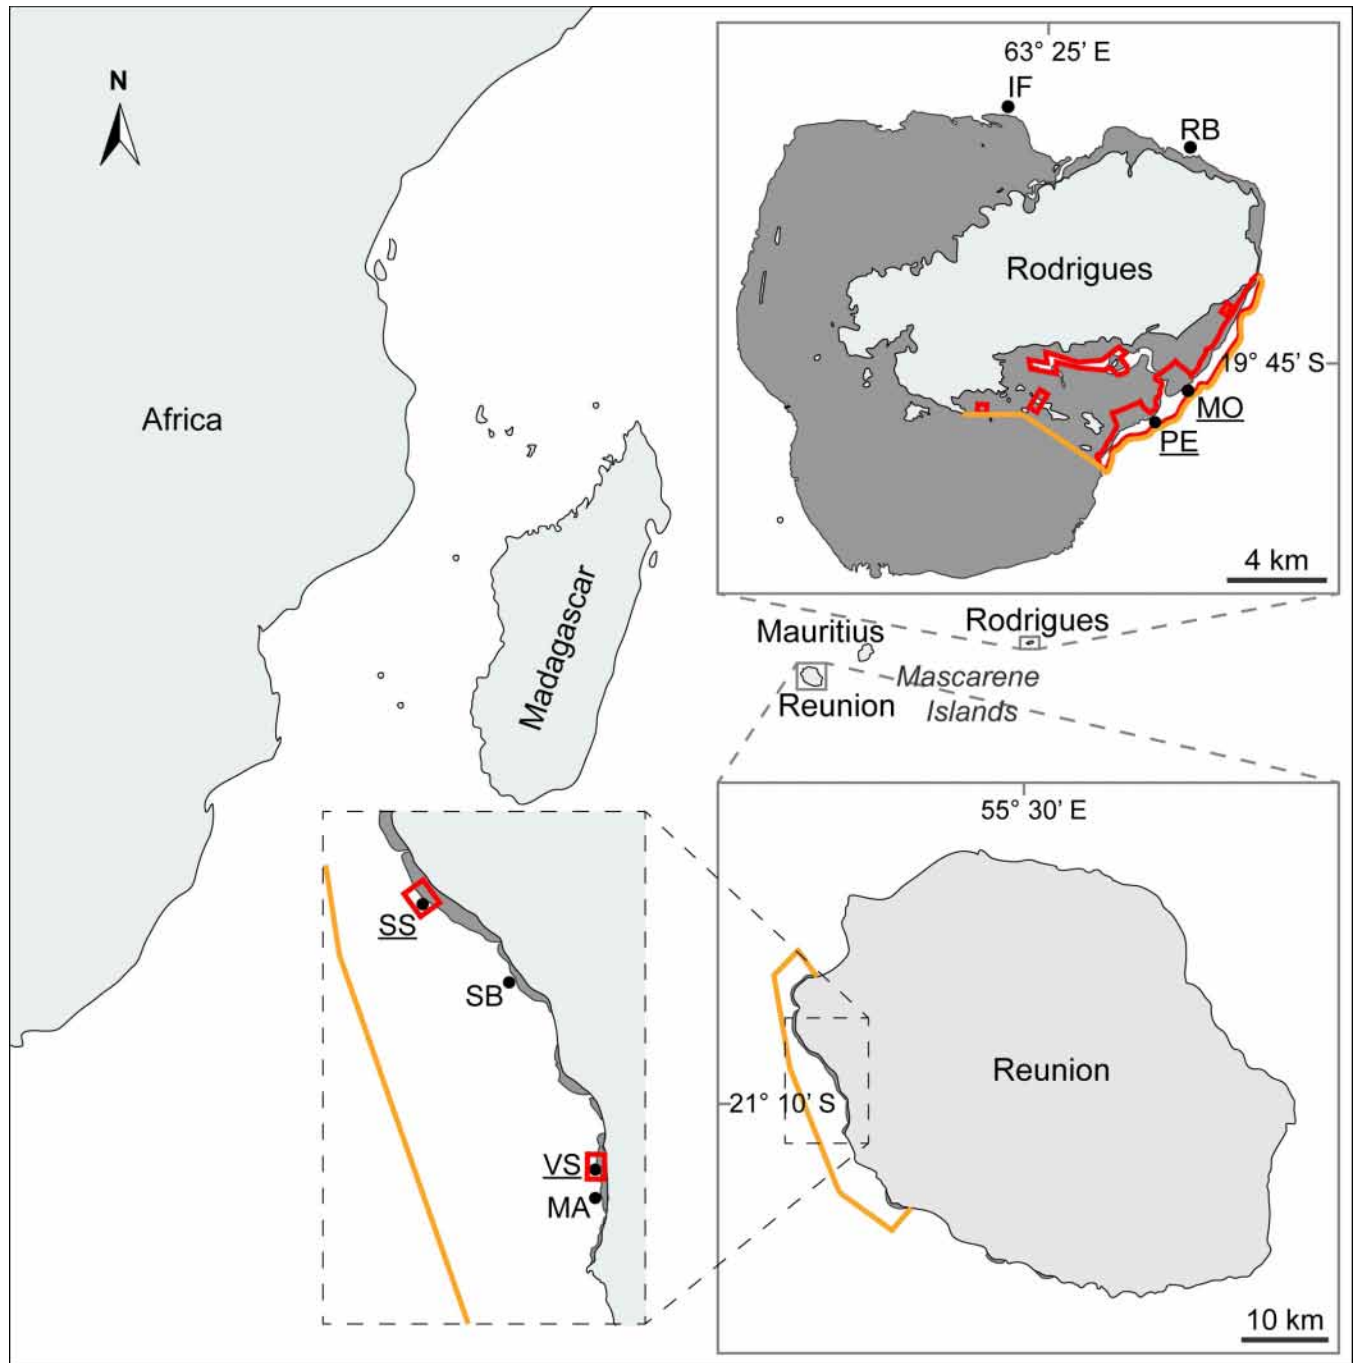 N
63° 25’ E
IF
RB
Rodrigues
19° 45’ S
MO
PE
4 km
Africa
Madagascar
Rodrigues
Mauritius
Mascarene
Islands
Reunion
SS
SB
VS
MA
55° 30’ E
Reunion
21° 10’ S
10 km